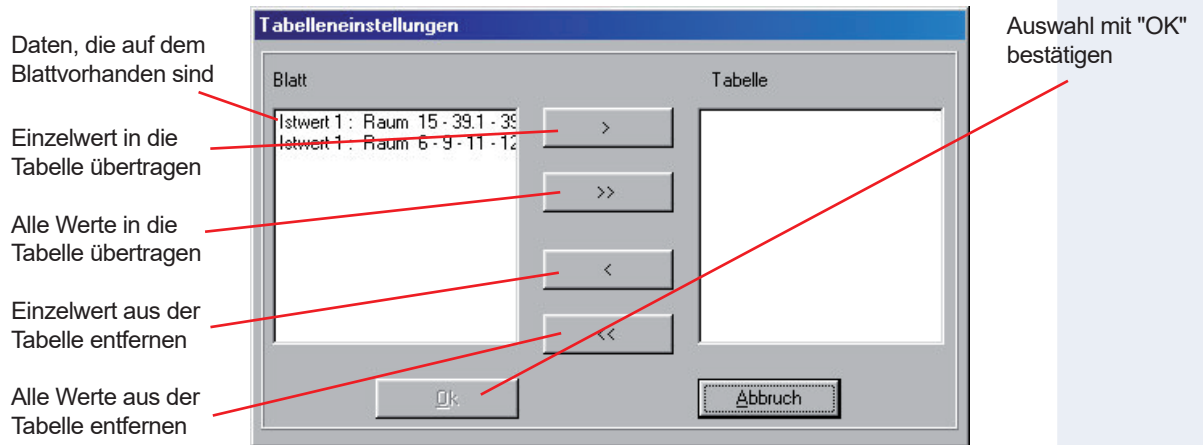 Daten, die auf dem
Blattvorhanden sind
Einzelwert in die
Tabelle übertragen
Alle Werte in die
Tabelle übertragen
Einzelwert aus der
Tabelle entfernen
Alle Werte aus der
Tabelle entfernen
Tabelleneinstellungen
Blatt
Tabelle
Istwert 1 : Raum 15 - 39.1 - 39
Istwert 1 : Raum 6 - 9 - 11 - 12
>
>>
<
<<
Ok
Abbruch
Auswahl mit "OK"
bestätigen